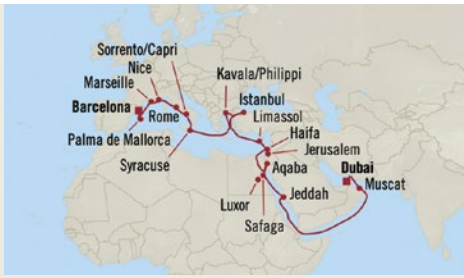 Sorrento/Capri
Nice
Marseille
Barcelona
Rome
Palma de Mallorca
Syracuse
Kavala/Philippi
Istanbul
Limassol
Haifa
Jerusalem
Aqaba
Dubai
Muscat
Luxor
Jeddah
Safaga